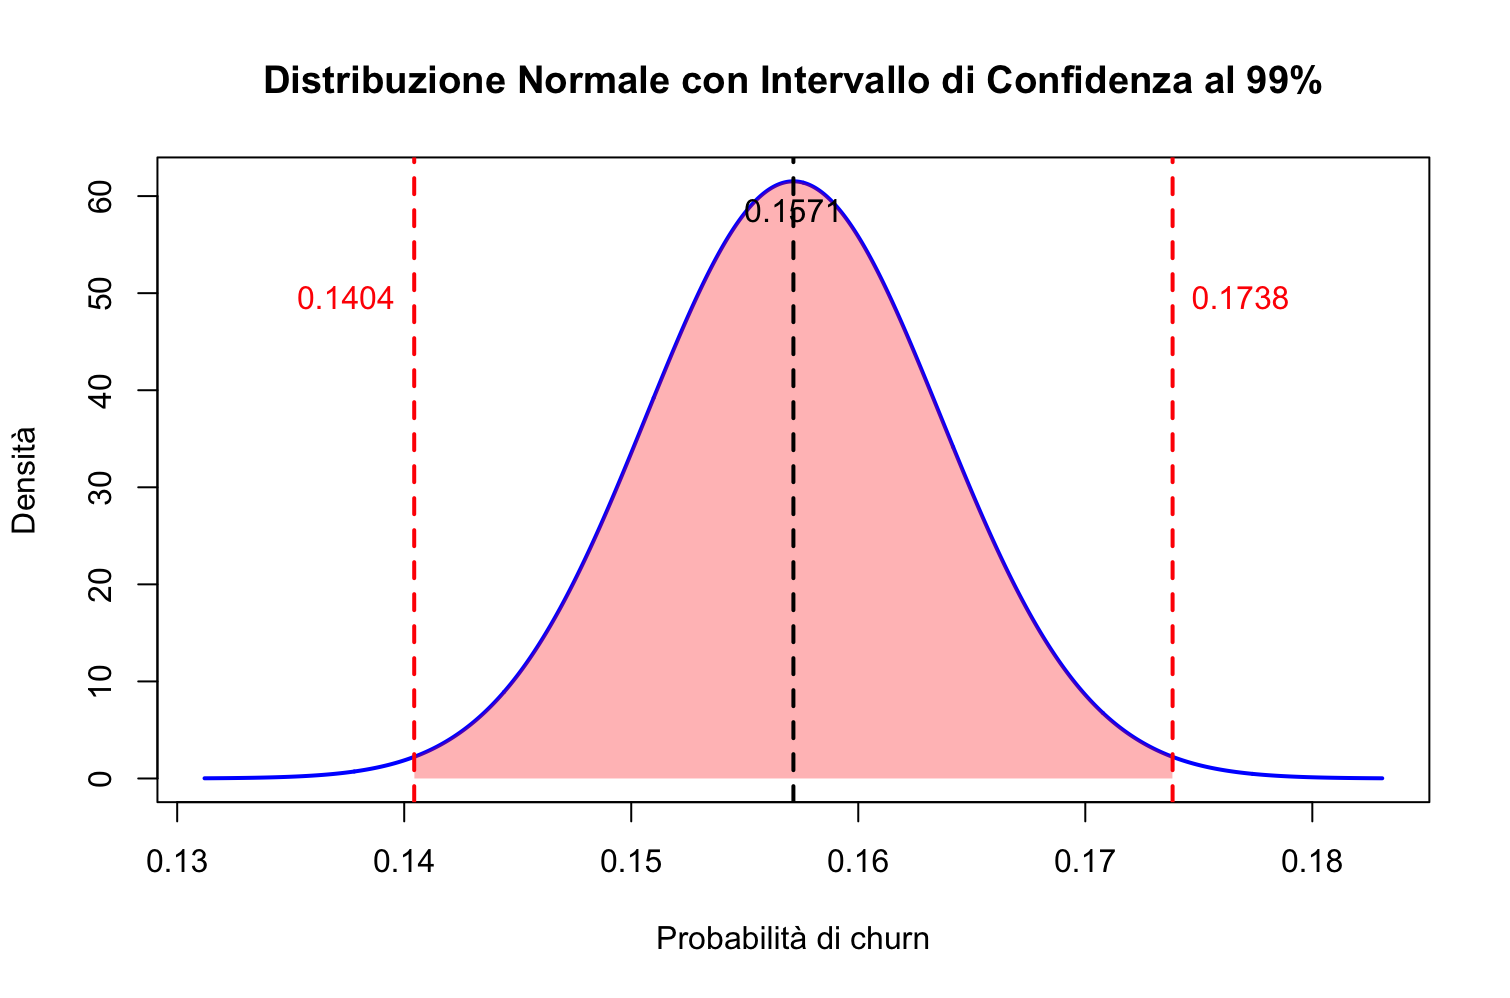 Distribuzione Normale con Intervallo di Confidenza al 99%
Densità
60
50
40
30
20
10
0
0.1571
0.1404
0.1738
0.13 0.14 0.15 0.16 0.17 0.18
Probabilità di churn